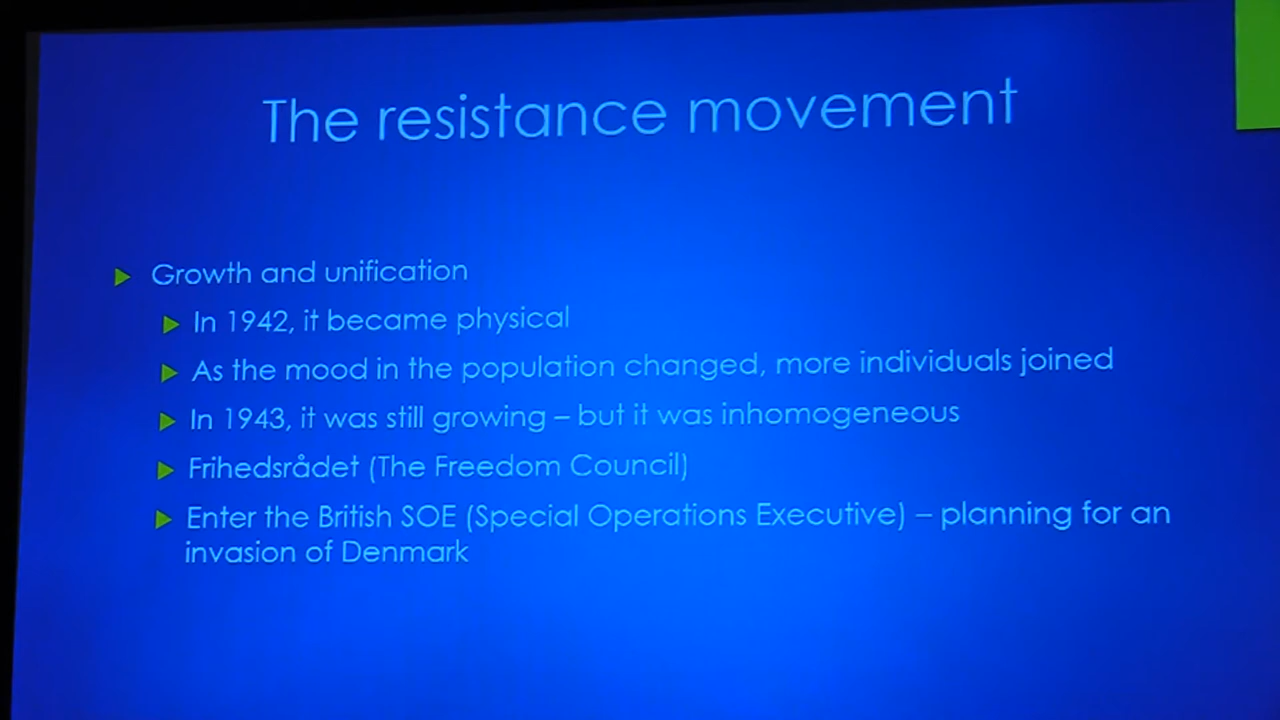 The resistance movement
Growth and unification
In 1942, it became physical
As the mood in the population changed, more individuals joined
In 1943, it was still growing – but it was inhomogeneous
Frihedsrådet (The Freedom Council)
Enter the British SOE (Special Operations Executive) – planning for an
invasion of Denmark